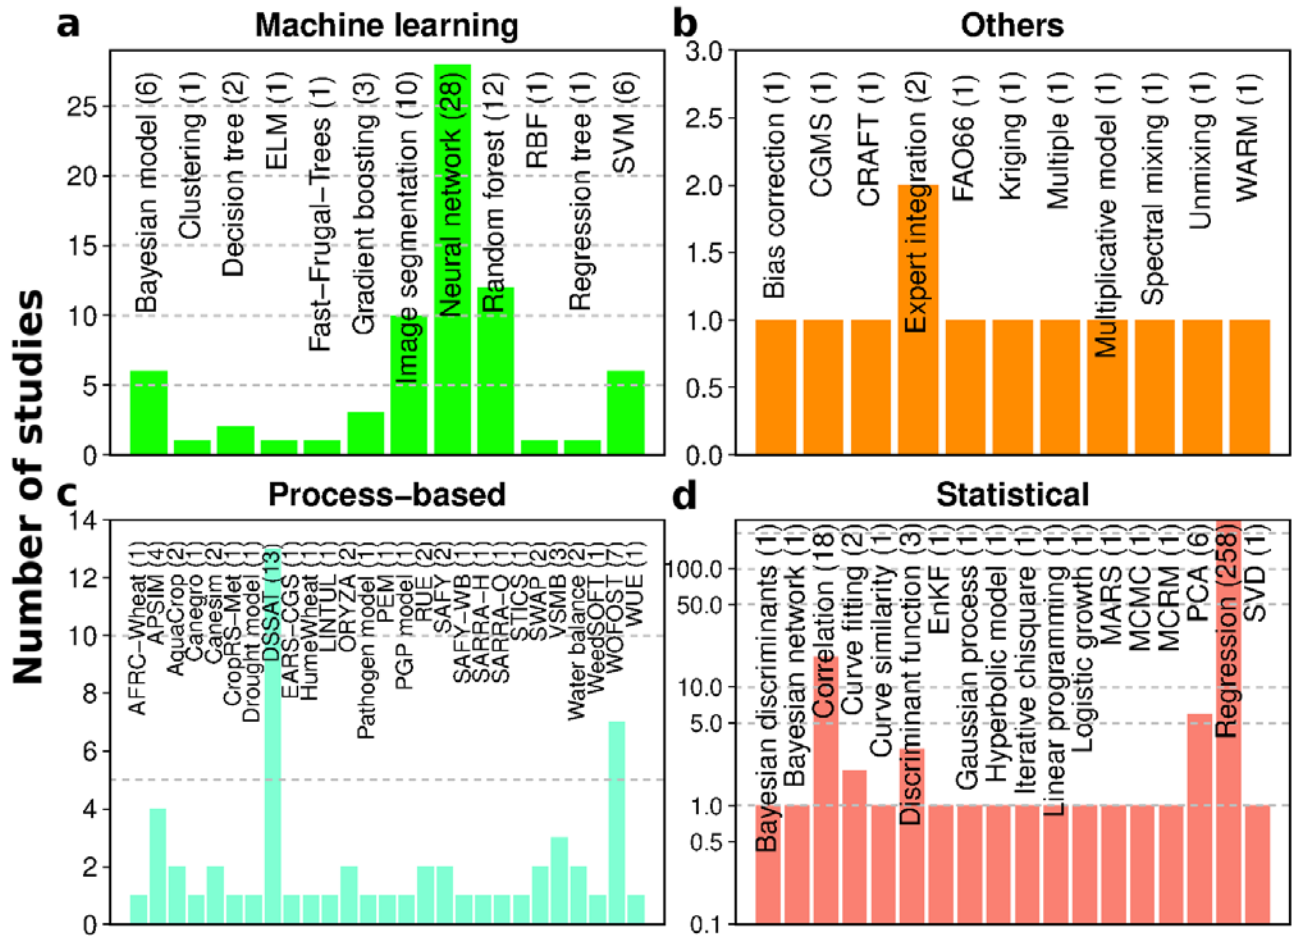 Number of studies
a
Machine learning
25
20
15
10
5
0
Bayesian model (6)
Clustering (1)
Decision tree (2)
ELM (1)
Fast−Frugal−Trees (1)
Gradient boosting (3)
Image segmentation (10)
Neural network (28)
Random forest (12)
RBF (1)
Regression tree (1)
SVM (6)
b
Others
3.0
2.5
2.0
1.5
1.0
0.5
0.0
Bias correction (1)
CGMS (1)
CRAFT (1)
Expert integration (2)
FAO66 (1)
Kriging (1)
Multiple (1)
Multiplicative model (1)
Spectral mixing (1)
Unmixing (1)
WARM (1)
c
Process−based
14
12
10
8
6
4
2
0
AFRC−Wheat (1)
APSIM (4)
AquaCrop (2)
Canegro (1)
Canesim (2)
CropRS−Met (1)
Drought model (1)
DSSAT (13)
EARS−CGS (1)
HumeWheat (1)
LINTUL (1)
ORYZA (2)
Pathogen model (1)
PEM (1)
PGP model (1)
RUE (2)
SAFY (2)
SAFY−WB (1)
SARRA−H (1)
SARRA−O (1)
STICS (1)
SWAP (2)
VSMB (3)
Water balance (2)
WeedSOFT (1)
WOFOST (7)
WUE (1)
d
Statistical
100.0
50.0
10.0
5.0
1.0
0.5
0.1
Bayesian discriminants (1)
Bayesian network (1)
Correlation (18)
Curve fitting (2)
Curve similarity (1)
Discriminant function (3)
EnKF (1)
Gaussian process (1)
Hyperbolic model (1)
Iterative chisquare (1)
Linear programming (1)
Logistic growth (1)
MARS (1)
MCMC (1)
MCRM (1)
PCA (6)
Regression (258)
SVD (1)